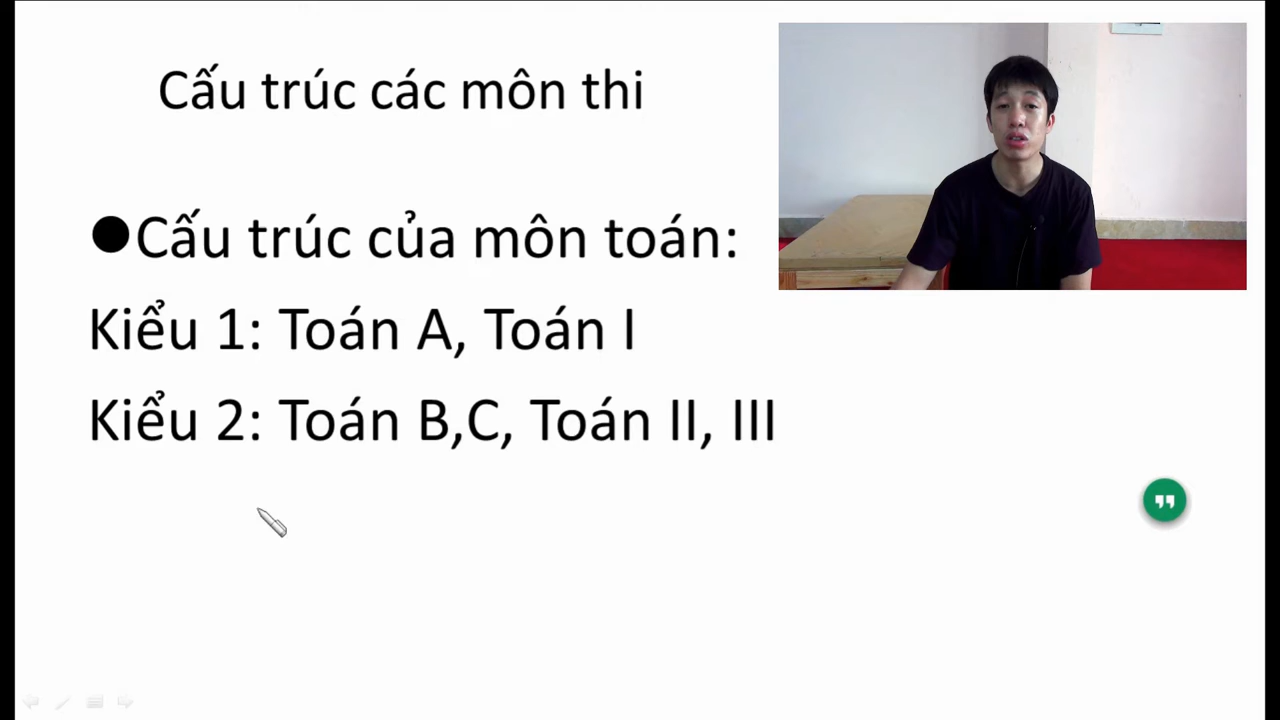 Cấu trúc các môn thi
●Cấu trúc của môn toán:
Kiểu 1: Toán A, Toán I
Kiểu 2: Toán B,C, Toán II, III